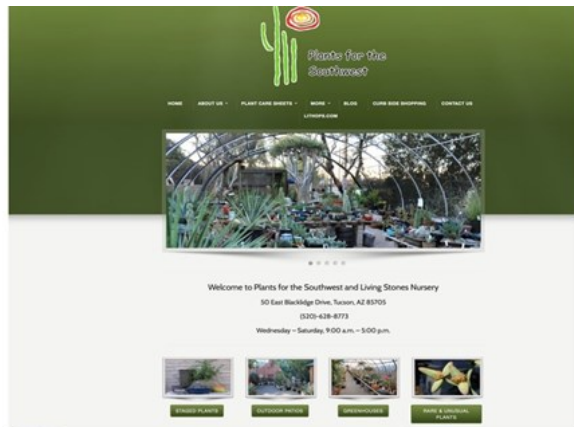 Plants for the
Southwest
HOME ABOUT US PLANT CARE SHEETS MORE BLOG CURB SIDE SHOPPING CONTACT US
LITHOPS.COM
Welcome to Plants for the Southwest and Living Stones Nursery
50 East Blacklidge Drive, Tucson, AZ 85705
(520)-628-8773
Wednesday – Saturday, 9:00 a.m. – 5:00 p.m.
STAGED PLANTS OUTDOOR PATIOS GREENHOUSES RARE & UNUSUAL
PLANTS